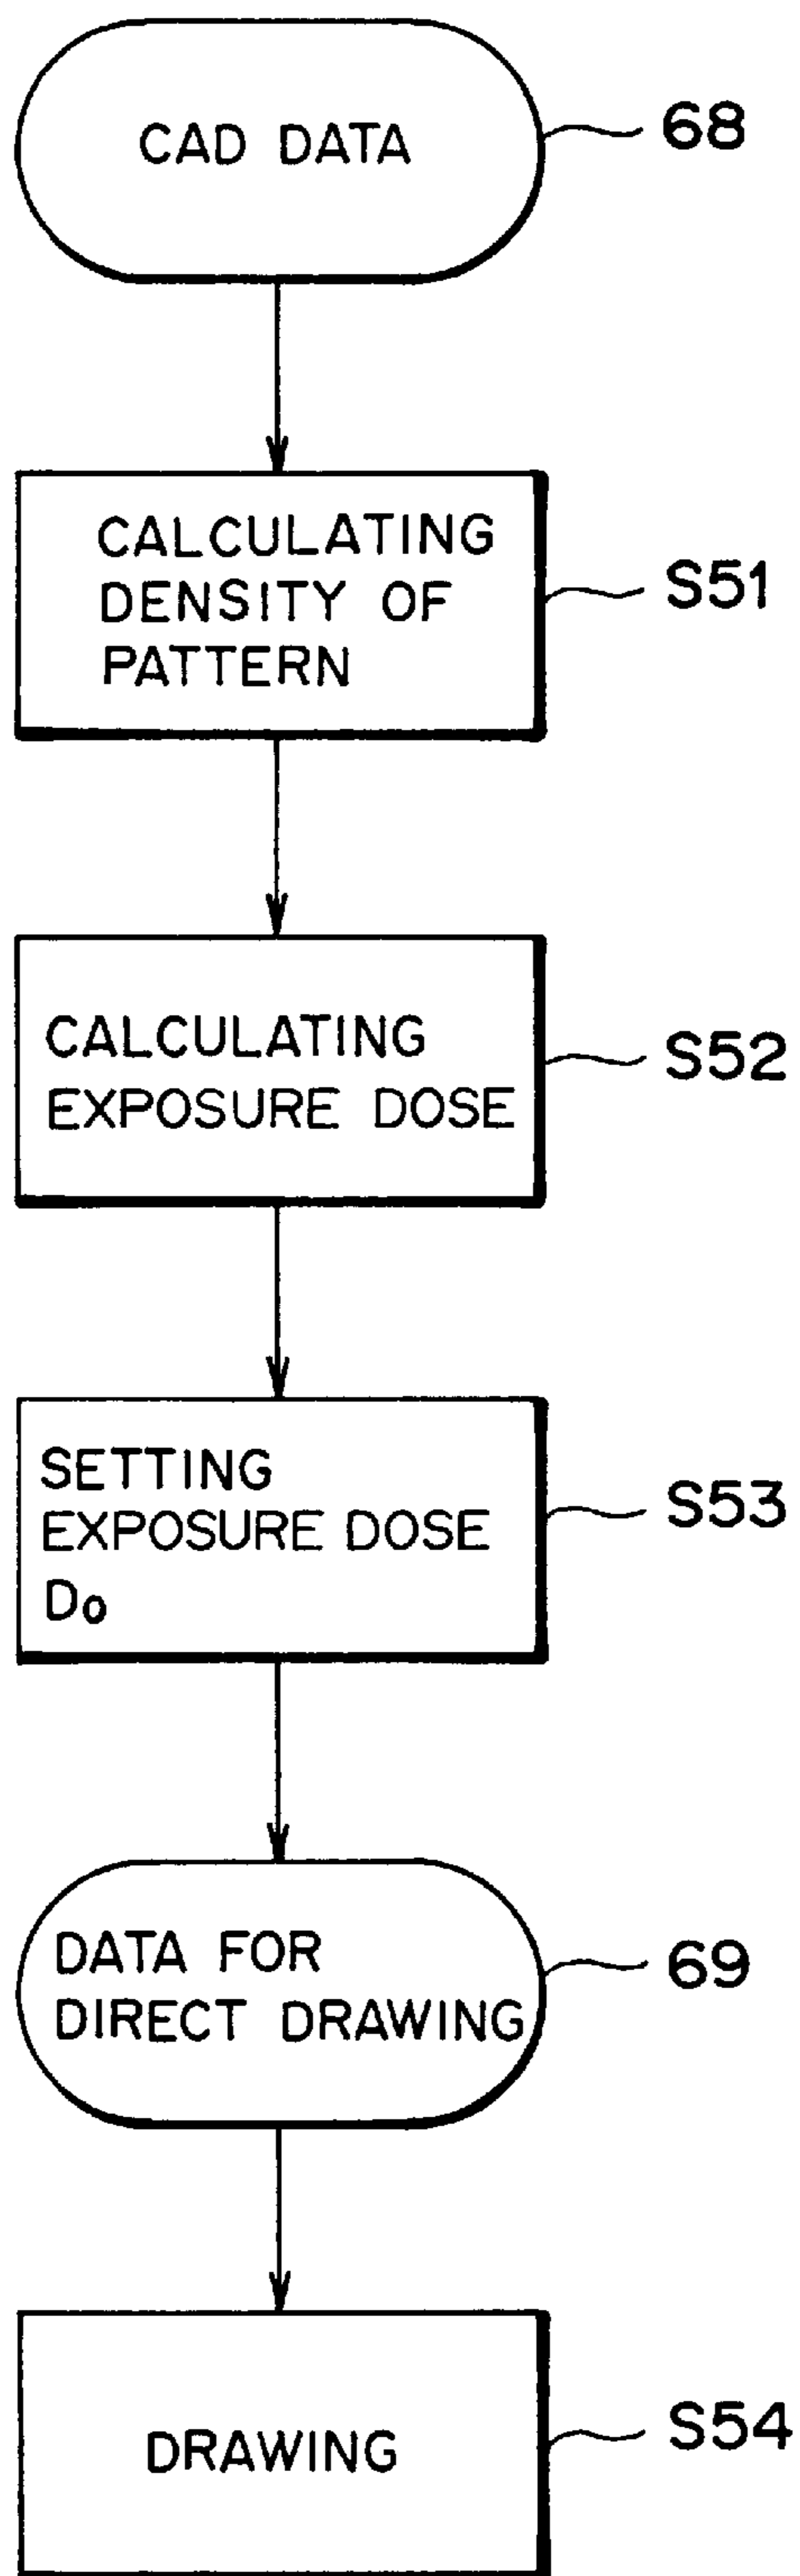 CAD DATA
68
CALCULATING
DENSITY OF
PATTERN
S51
CALCULATING
EXPOSURE DOSE
S52
SETTING
EXPOSURE DOSE
D₀
S53
DATA FOR
DIRECT DRAWING
69
DRAWING
S54